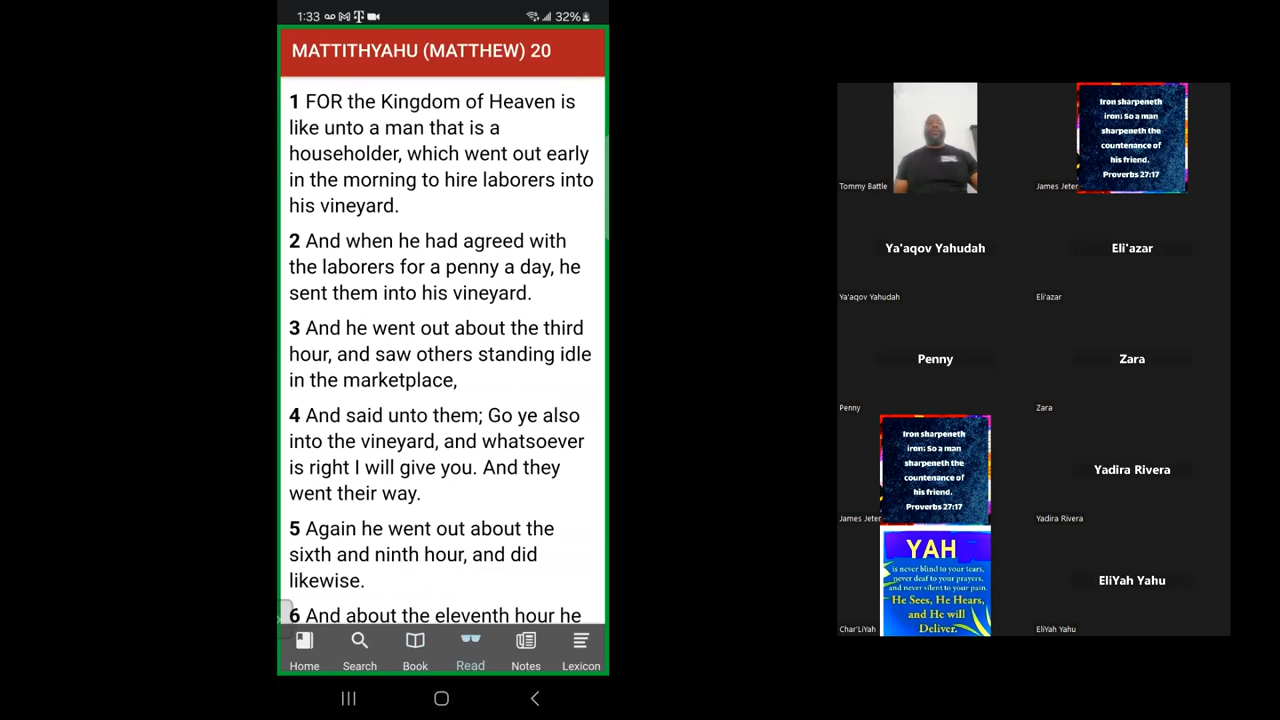 1:33
32%
MATTITHYAHU (MATTHEW) 20
1 FOR the Kingdom of Heaven is
like unto a man that is a
householder, which went out early
in the morning to hire laborers into
his vineyard.
2 And when he had agreed with
the laborers for a penny a day, he
sent them into his vineyard.
3 And he went out about the third
hour, and saw others standing idle
in the marketplace,
4 And said unto them; Go ye also
into the vineyard, and whatsoever
is right I will give you. And they
went their way.
5 Again he went out about the
sixth and ninth hour, and did
likewise.
6 And about the eleventh hour he
Home
Search
Book
Read
Notes
Lexicon
Tommy Battle
Iron sharpeneth
iron; So a man
sharpeneth the
countenance of
his friend.
Proverbs 27:17
James Jeter
Ya'aqov Yahudah
Ya'aqov Yahudah
Eli'azar
Eli'azar
Penny
Penny
Zara
Zara
Iron sharpeneth
iron; So a man
sharpeneth the
countenance of
his friend.
Proverbs 27:17
James Jeter
Yadira Rivera
Yadira Rivera
YAH
is never blind to your tears,
never deaf to your prayers,
and never silent to your pain.
He Sees, He Hears,
and He will
Deliver.
Char'LiYah
EliYah Yahu
EliYah Yahu